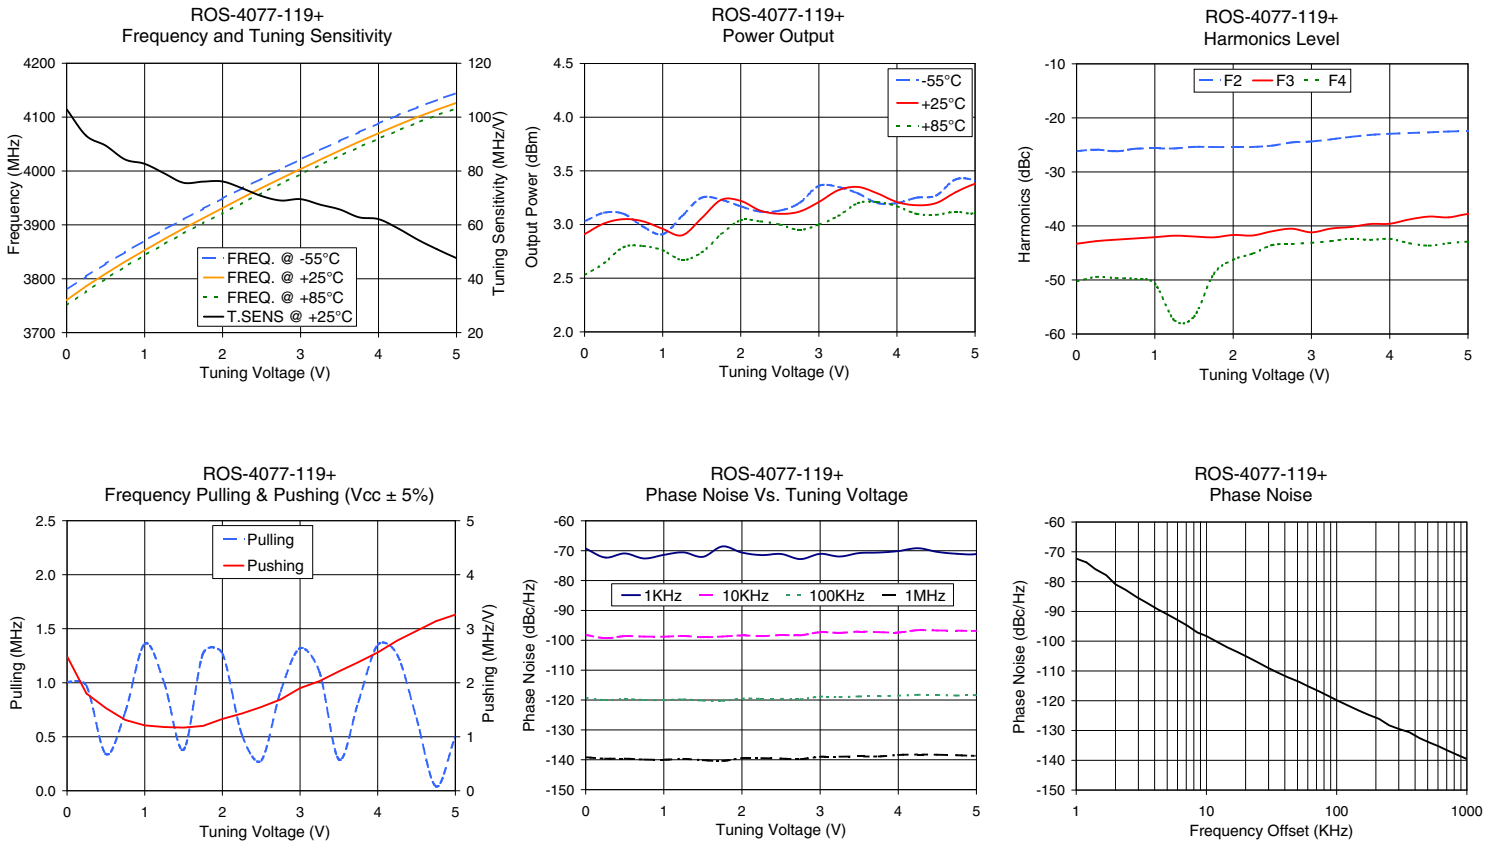 ROS-4077-119+
Frequency and Tuning Sensitivity
4200
4100
4000
3900
3800
3700
Frequency (MHz)
120
100
80
60
40
20
Tuning Sensitivity (MHz/V)
FREQ. @ -55°C
FREQ. @ +25°C
FREQ. @ +85°C
T.SENS @ +25°C
0 1 2 3 4 5
Tuning Voltage (V)
ROS-4077-119+
Power Output
4.5
4.0
3.5
3.0
2.5
2.0
Output Power (dBm)
-55°C
+25°C
+85°C
0 1 2 3 4 5
Tuning Voltage (V)
ROS-4077-119+
Harmonics Level
-10
-20
-30
-40
-50
-60
Harmonics (dBc)
F2 F3 F4
0 1 2 3 4 5
Tuning Voltage (V)
ROS-4077-119+
Frequency Pulling & Pushing (Vcc ± 5%)
2.5
2.0
1.5
1.0
0.5
0.0
Pulling (MHz)
5
4
3
2
1
0
Pushing (MHz/V)
Pulling
Pushing
0 1 2 3 4 5
Tuning Voltage (V)
ROS-4077-119+
Phase Noise Vs. Tuning Voltage
-60
-70
-80
-90
-100
-110
-120
-130
-140
-150
Phase Noise (dBc/Hz)
1KHz 10KHz 100KHz 1MHz
0 1 2 3 4 5
Tuning Voltage (V)
ROS-4077-119+
Phase Noise
-60
-70
-80
-90
-100
-110
-120
-130
-140
-150
Phase Noise (dBc/Hz)
1 10 100 1000
Frequency Offset (KHz)